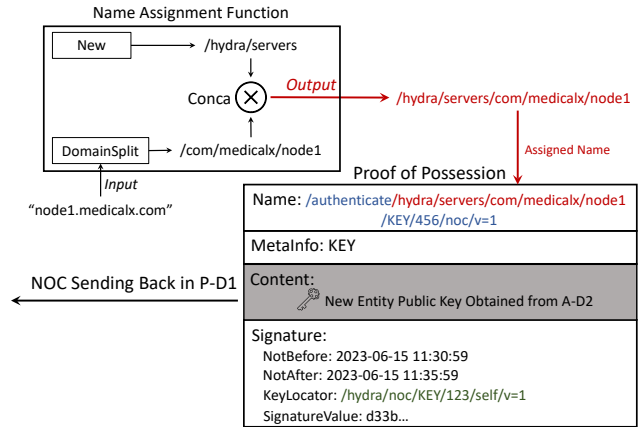 Name Assignment Function
New
/hydra/servers
Conca
Output
/hydra/servers/com/medicalx/node1
DomainSplit
/com/medicalx/node1
Input
"node1.medicalx.com"
Assigned Name
Proof of Possession
Name: /authenticate/hydra/servers/com/medicalx/node1
/KEY/456/noc/v=1
MetaInfo: KEY
NOC Sending Back in P-D1
Content:
New Entity Public Key Obtained from A-D2
Signature:
NotBefore: 2023-06-15 11:30:59
NotAfter: 2023-06-15 11:35:59
KeyLocator: /hydra/noc/KEY/123/self/v=1
SignatureValue: d33b...